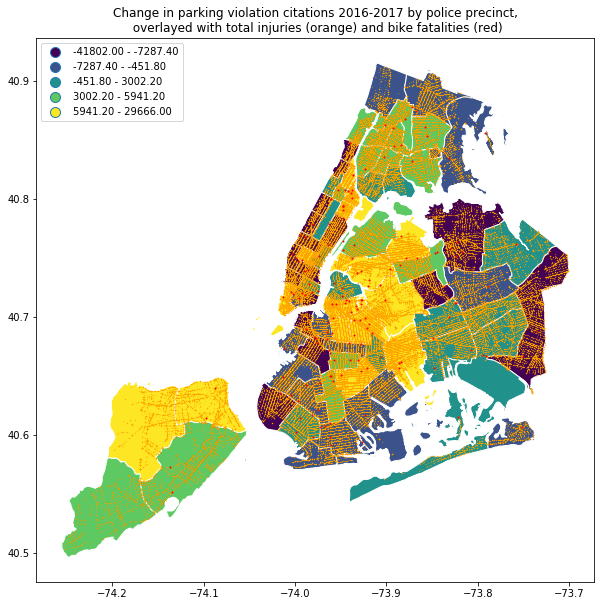 Change in parking violation citations 2016-2017 by police precinct,
overlayed with total injuries (orange) and bike fatalities (red)
-41802.00 - -7287.40
-7287.40 - -451.80
-451.80 - 3002.20
3002.20 - 5941.20
5941.20 - 29666.00
40.9
40.8
40.7
40.6
40.5
−74.2 −74.1 −74.0 −73.9 −73.8 −73.7